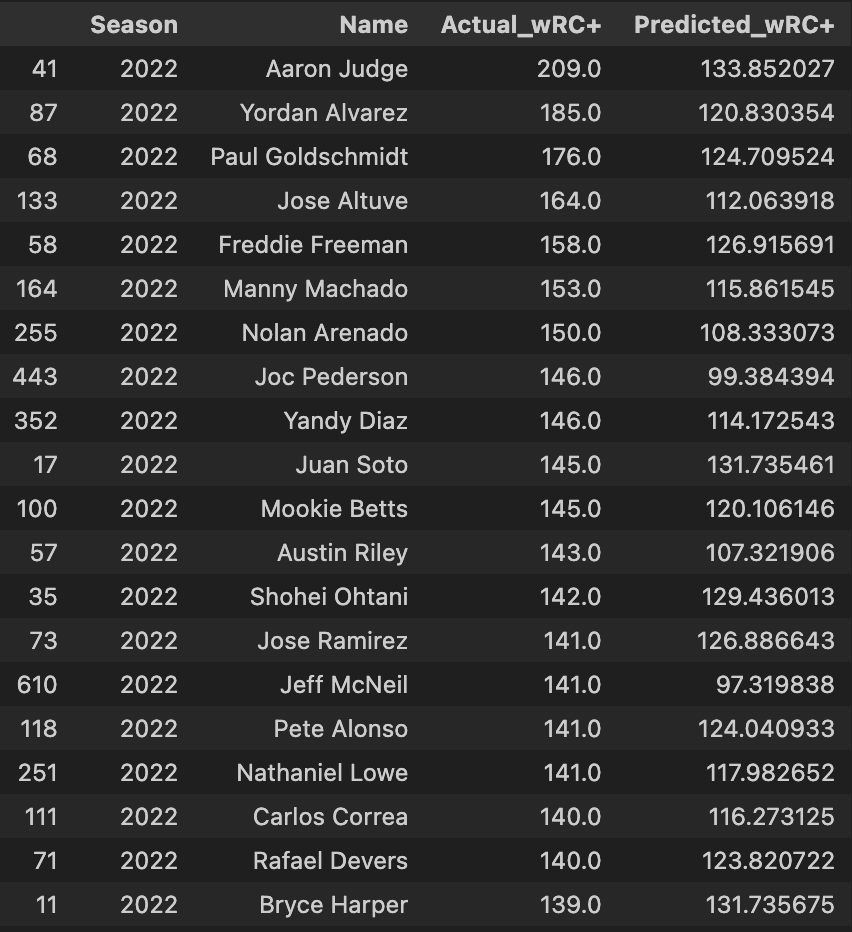 Season Name Actual_wRC+ Predicted_wRC+
41 2022 Aaron Judge 209.0 133.852027
87 2022 Yordan Alvarez 185.0 120.830354
68 2022 Paul Goldschmidt 176.0 124.709524
133 2022 Jose Altuve 164.0 112.063918
58 2022 Freddie Freeman 158.0 126.915691
164 2022 Manny Machado 153.0 115.861545
255 2022 Nolan Arenado 150.0 108.333073
443 2022 Joc Pederson 146.0 99.384394
352 2022 Yandy Diaz 146.0 114.172543
17 2022 Juan Soto 145.0 131.735461
100 2022 Mookie Betts 145.0 120.106146
57 2022 Austin Riley 143.0 107.321906
35 2022 Shohei Ohtani 142.0 129.436013
73 2022 Jose Ramirez 141.0 126.886643
610 2022 Jeff McNeil 141.0 97.319838
118 2022 Pete Alonso 141.0 124.040933
251 2022 Nathaniel Lowe 141.0 117.982652
111 2022 Carlos Correa 140.0 116.273125
71 2022 Rafael Devers 140.0 123.820722
11 2022 Bryce Harper 139.0 131.735675